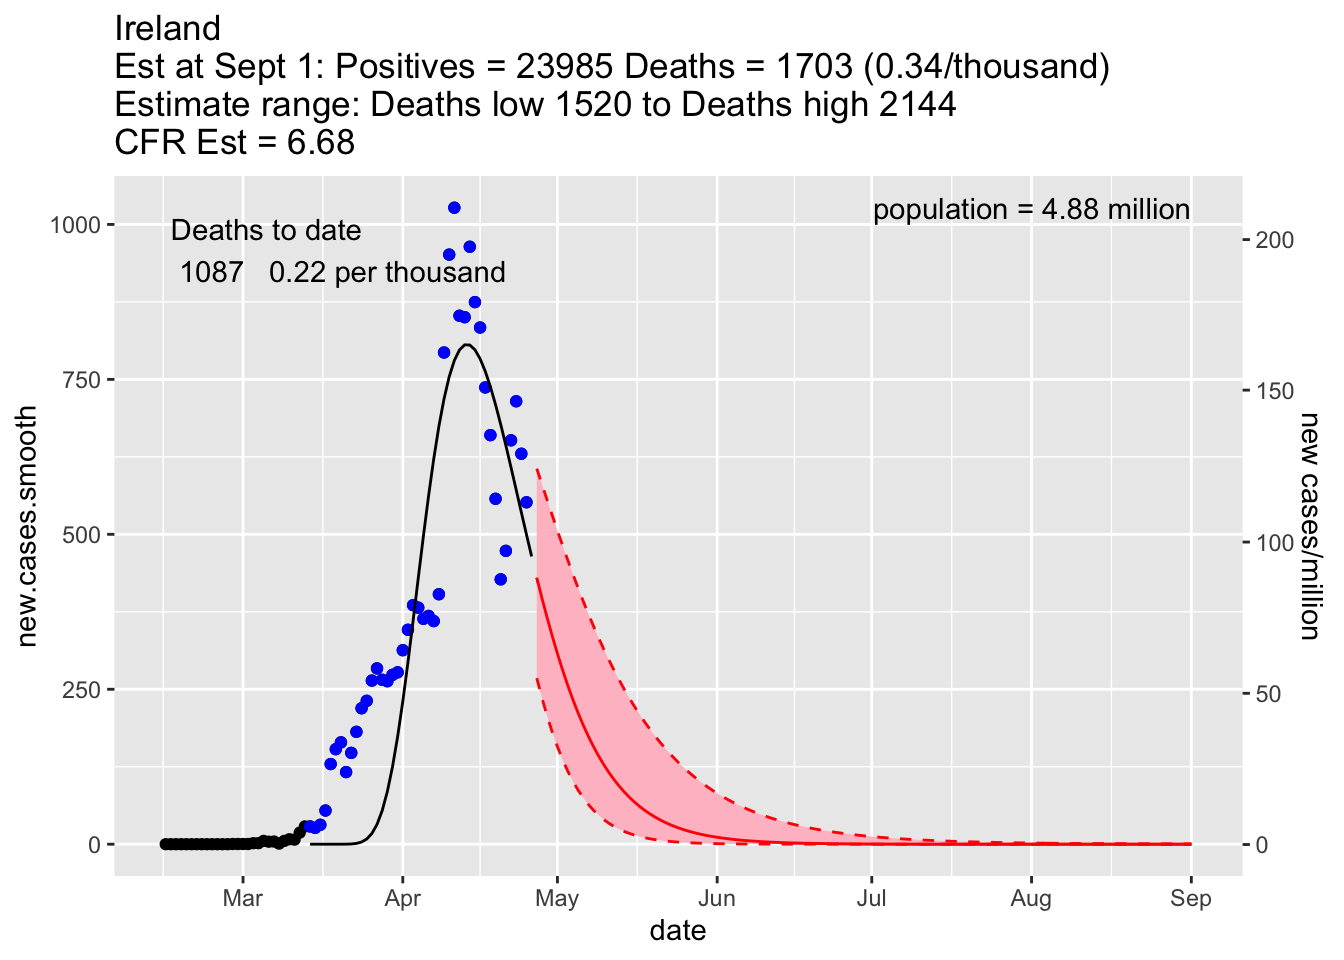 Ireland
Est at Sept 1: Positives = 23985 Deaths = 1703 (0.34/thousand)
Estimate range: Deaths low 1520 to Deaths high 2144
CFR Est = 6.68
population = 4.88 million
Deaths to date
1087 0.22 per thousand
new.cases.smooth
1000
750
500
250
0
200
150
100
50
0
new cases/million
Mar Apr May Jun Jul Aug Sep
date